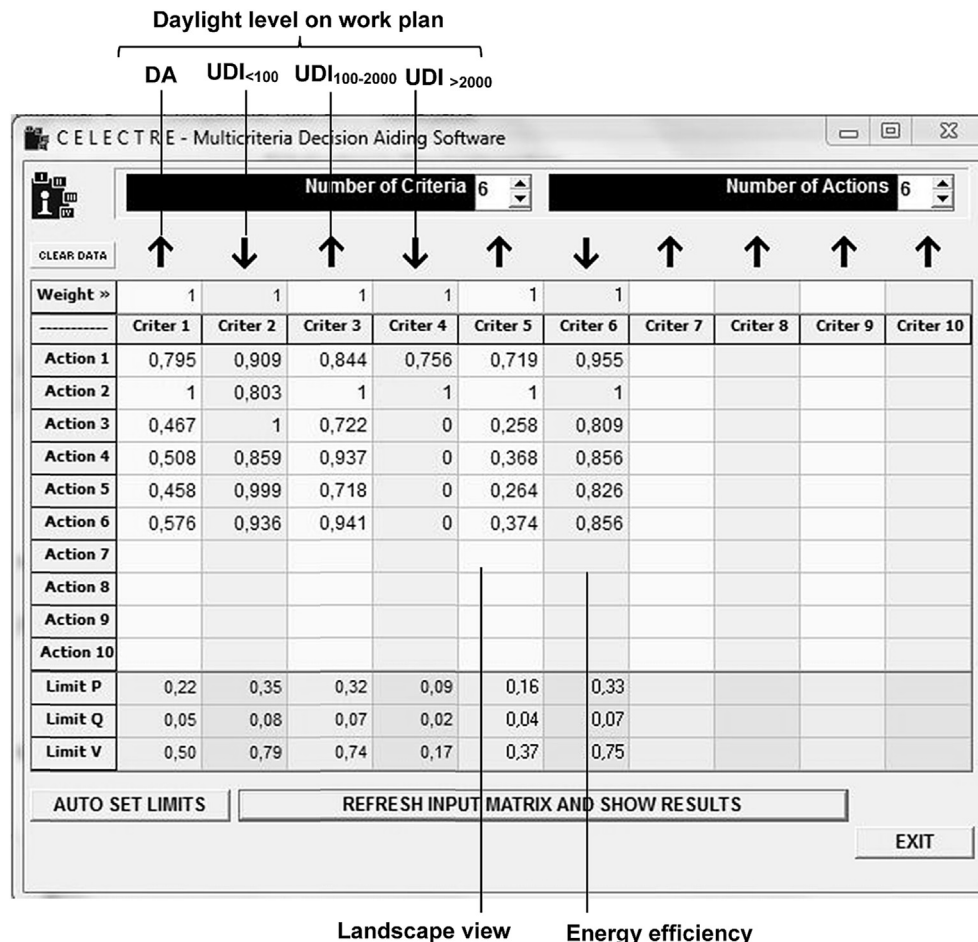 Daylight level on work plan
DA UDI<100 UDI100-2000 UDI >2000
C E L E C T R E - Multicriteria Decision Aiding Software
Number of Criteria 6 Number of Actions 6
CLEAR DATA
Weight » 1 1 1 1 1 1
----------- Criter 1 Criter 2 Criter 3 Criter 4 Criter 5 Criter 6 Criter 7 Criter 8 Criter 9 Criter 10
Action 1 0,795 0,909 0,844 0,756 0,719 0,955
Action 2 1 0,803 1 1 1 1
Action 3 0,467 1 0,722 0 0,258 0,809
Action 4 0,508 0,859 0,937 0 0,368 0,856
Action 5 0,458 0,999 0,718 0 0,264 0,826
Action 6 0,576 0,936 0,941 0 0,374 0,856
Action 7
Action 8
Action 9
Action 10
Limit P 0,22 0,35 0,32 0,09 0,16 0,33
Limit Q 0,05 0,08 0,07 0,02 0,04 0,07
Limit V 0,50 0,79 0,74 0,17 0,37 0,75
AUTO SET LIMITS REFRESH INPUT MATRIX AND SHOW RESULTS
EXIT
Landscape view Energy efficiency